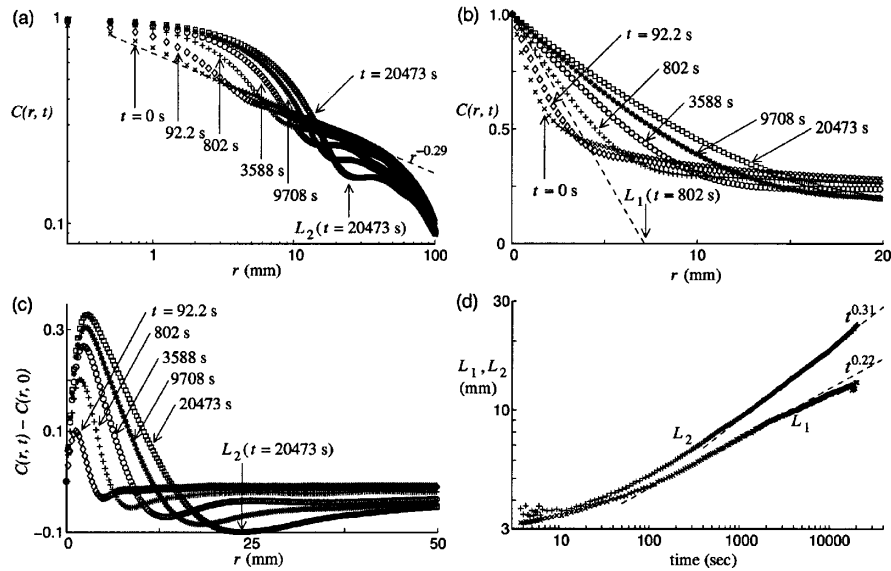 (a)
1
C(r, t)
0.1
t = 0 s
92.2 s
802 s
3588 s
9708 s
t = 20473 s
r^−0.29
L2(t = 20473 s)
1
10
100
r (mm)
(b)
1.0
C(r, t)
0.5
0
t = 92.2 s
802 s
3588 s
9708 s
20473 s
t = 0 s
L1(t = 802 s)
0
10
20
r (mm)
(c)
0.3
C(r, t) − C(r, 0)
0.1
−0.1
t = 92.2 s
802 s
3588 s
9708 s
20473 s
L2(t = 20473 s)
0
25
50
r (mm)
(d)
30
L1, L2
(mm)
10
3
t^0.31
t^0.22
L2
L1
10
100
1000
10000
time (sec)